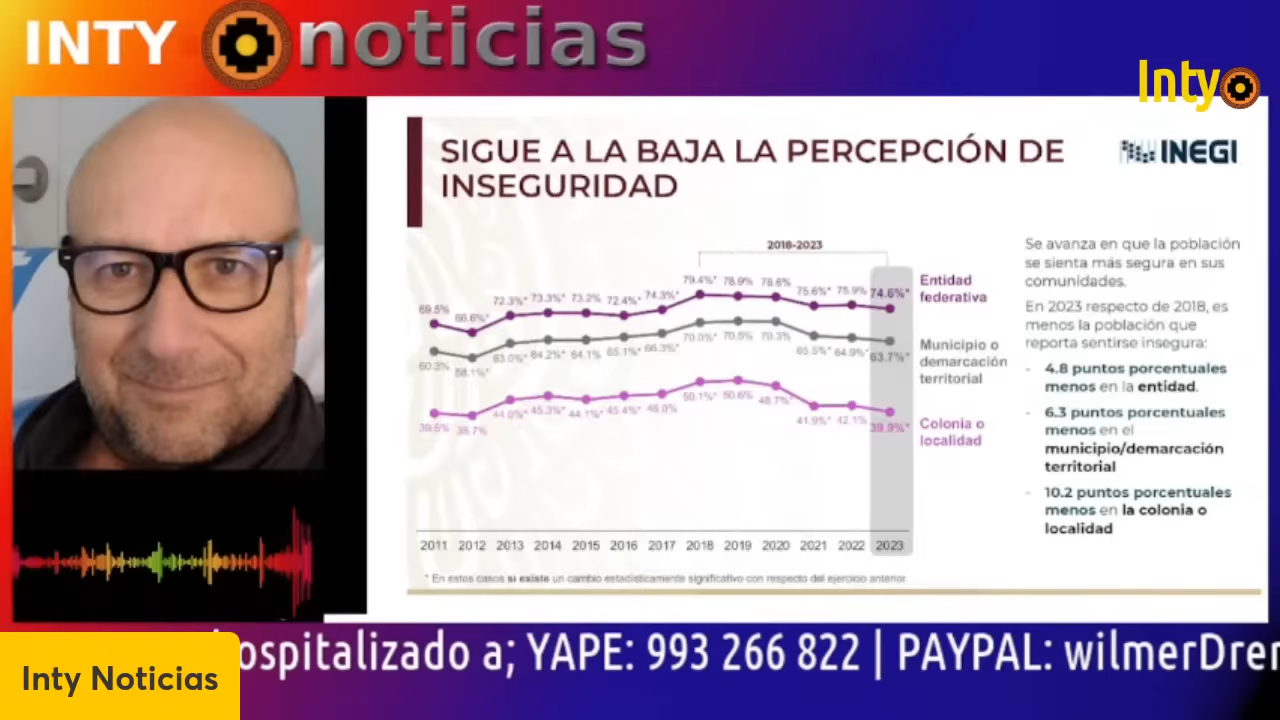 INTY noticias
Inty
SIGUE A LA BAJA LA PERCEPCIÓN DE
INSEGURIDAD
INEGI
2018-2023
79.4%* 78.9% 78.6%
69.5% 66.6%* 72.3%* 73.3%* 73.2% 72.4%* 74.3%* 75.6%* 75.9% 74.6%*
Entidad
federativa
60.3% 58.1%* 63.0%* 64.2%* 64.1% 65.1%* 66.3%* 70.0%* 70.5% 70.3% 65.5%* 64.9%* 63.7%*
Municipio o
demarcación
territorial
39.5% 38.7% 44.0%* 45.3%* 44.1%* 45.4%* 46.0% 50.1%* 50.6% 48.7%* 41.9%* 42.1% 39.9%*
Colonia o
localidad
2011 2012 2013 2014 2015 2016 2017 2018 2019 2020 2021 2022 2023
* En estos casos si existe un cambio estadísticamente significativo con respecto del ejercicio anterior.
Se avanza en que la población
se sienta más segura en sus
comunidades.
En 2023 respecto de 2018, es
menos la población que
reporta sentirse insegura:
- 4.8 puntos porcentuales
menos en la entidad.
- 6.3 puntos porcentuales
menos en el
municipio/demarcación
territorial
- 10.2 puntos porcentuales
menos en la colonia o
localidad
ospitalizado a; YAPE: 993 266 822 | PAYPAL: wilmerDre
Inty Noticias